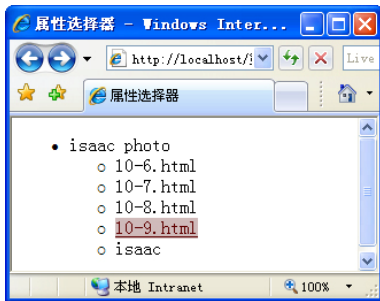 属性选择器 - Windows Inter...
http://localhost/
Live
属性选择器
isaac photo
10-6.html
10-7.html
10-8.html
10-9.html
isaac
本地 Intranet
100%